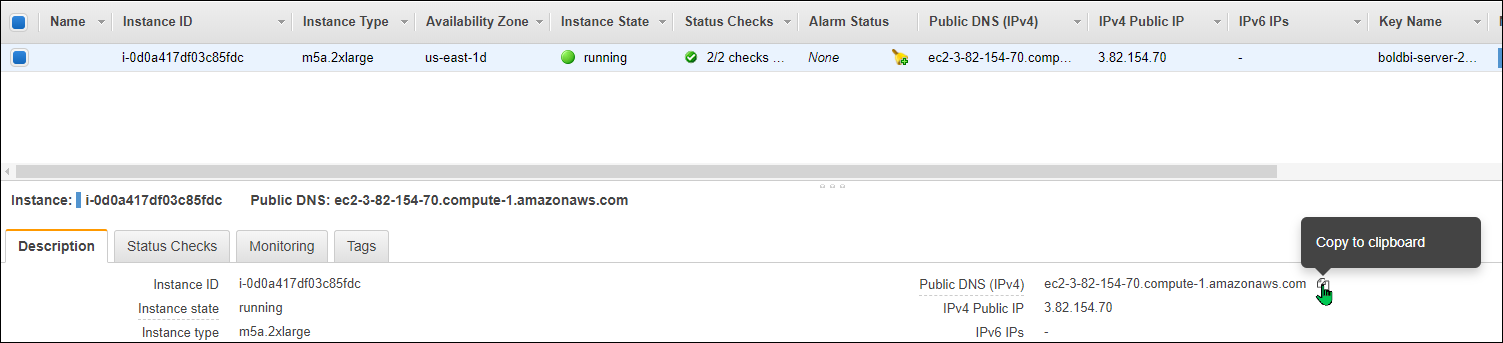 Name Instance ID Instance Type Availability Zone Instance State Status Checks Alarm Status Public DNS (IPv4) IPv4 Public IP IPv6 IPs Key Name
i-0d0a417df03c85fdc m5a.2xlarge us-east-1d running 2/2 checks ... None ec2-3-82-154-70.comp... 3.82.154.70 - boldbi-server-2...
Instance: i-0d0a417df03c85fdc Public DNS: ec2-3-82-154-70.compute-1.amazonaws.com
Copy to clipboard
Description Status Checks Monitoring Tags
Instance ID i-0d0a417df03c85fdc Public DNS (IPv4) ec2-3-82-154-70.compute-1.amazonaws.com
Instance state running IPv4 Public IP 3.82.154.70
Instance type m5a.2xlarge IPv6 IPs -